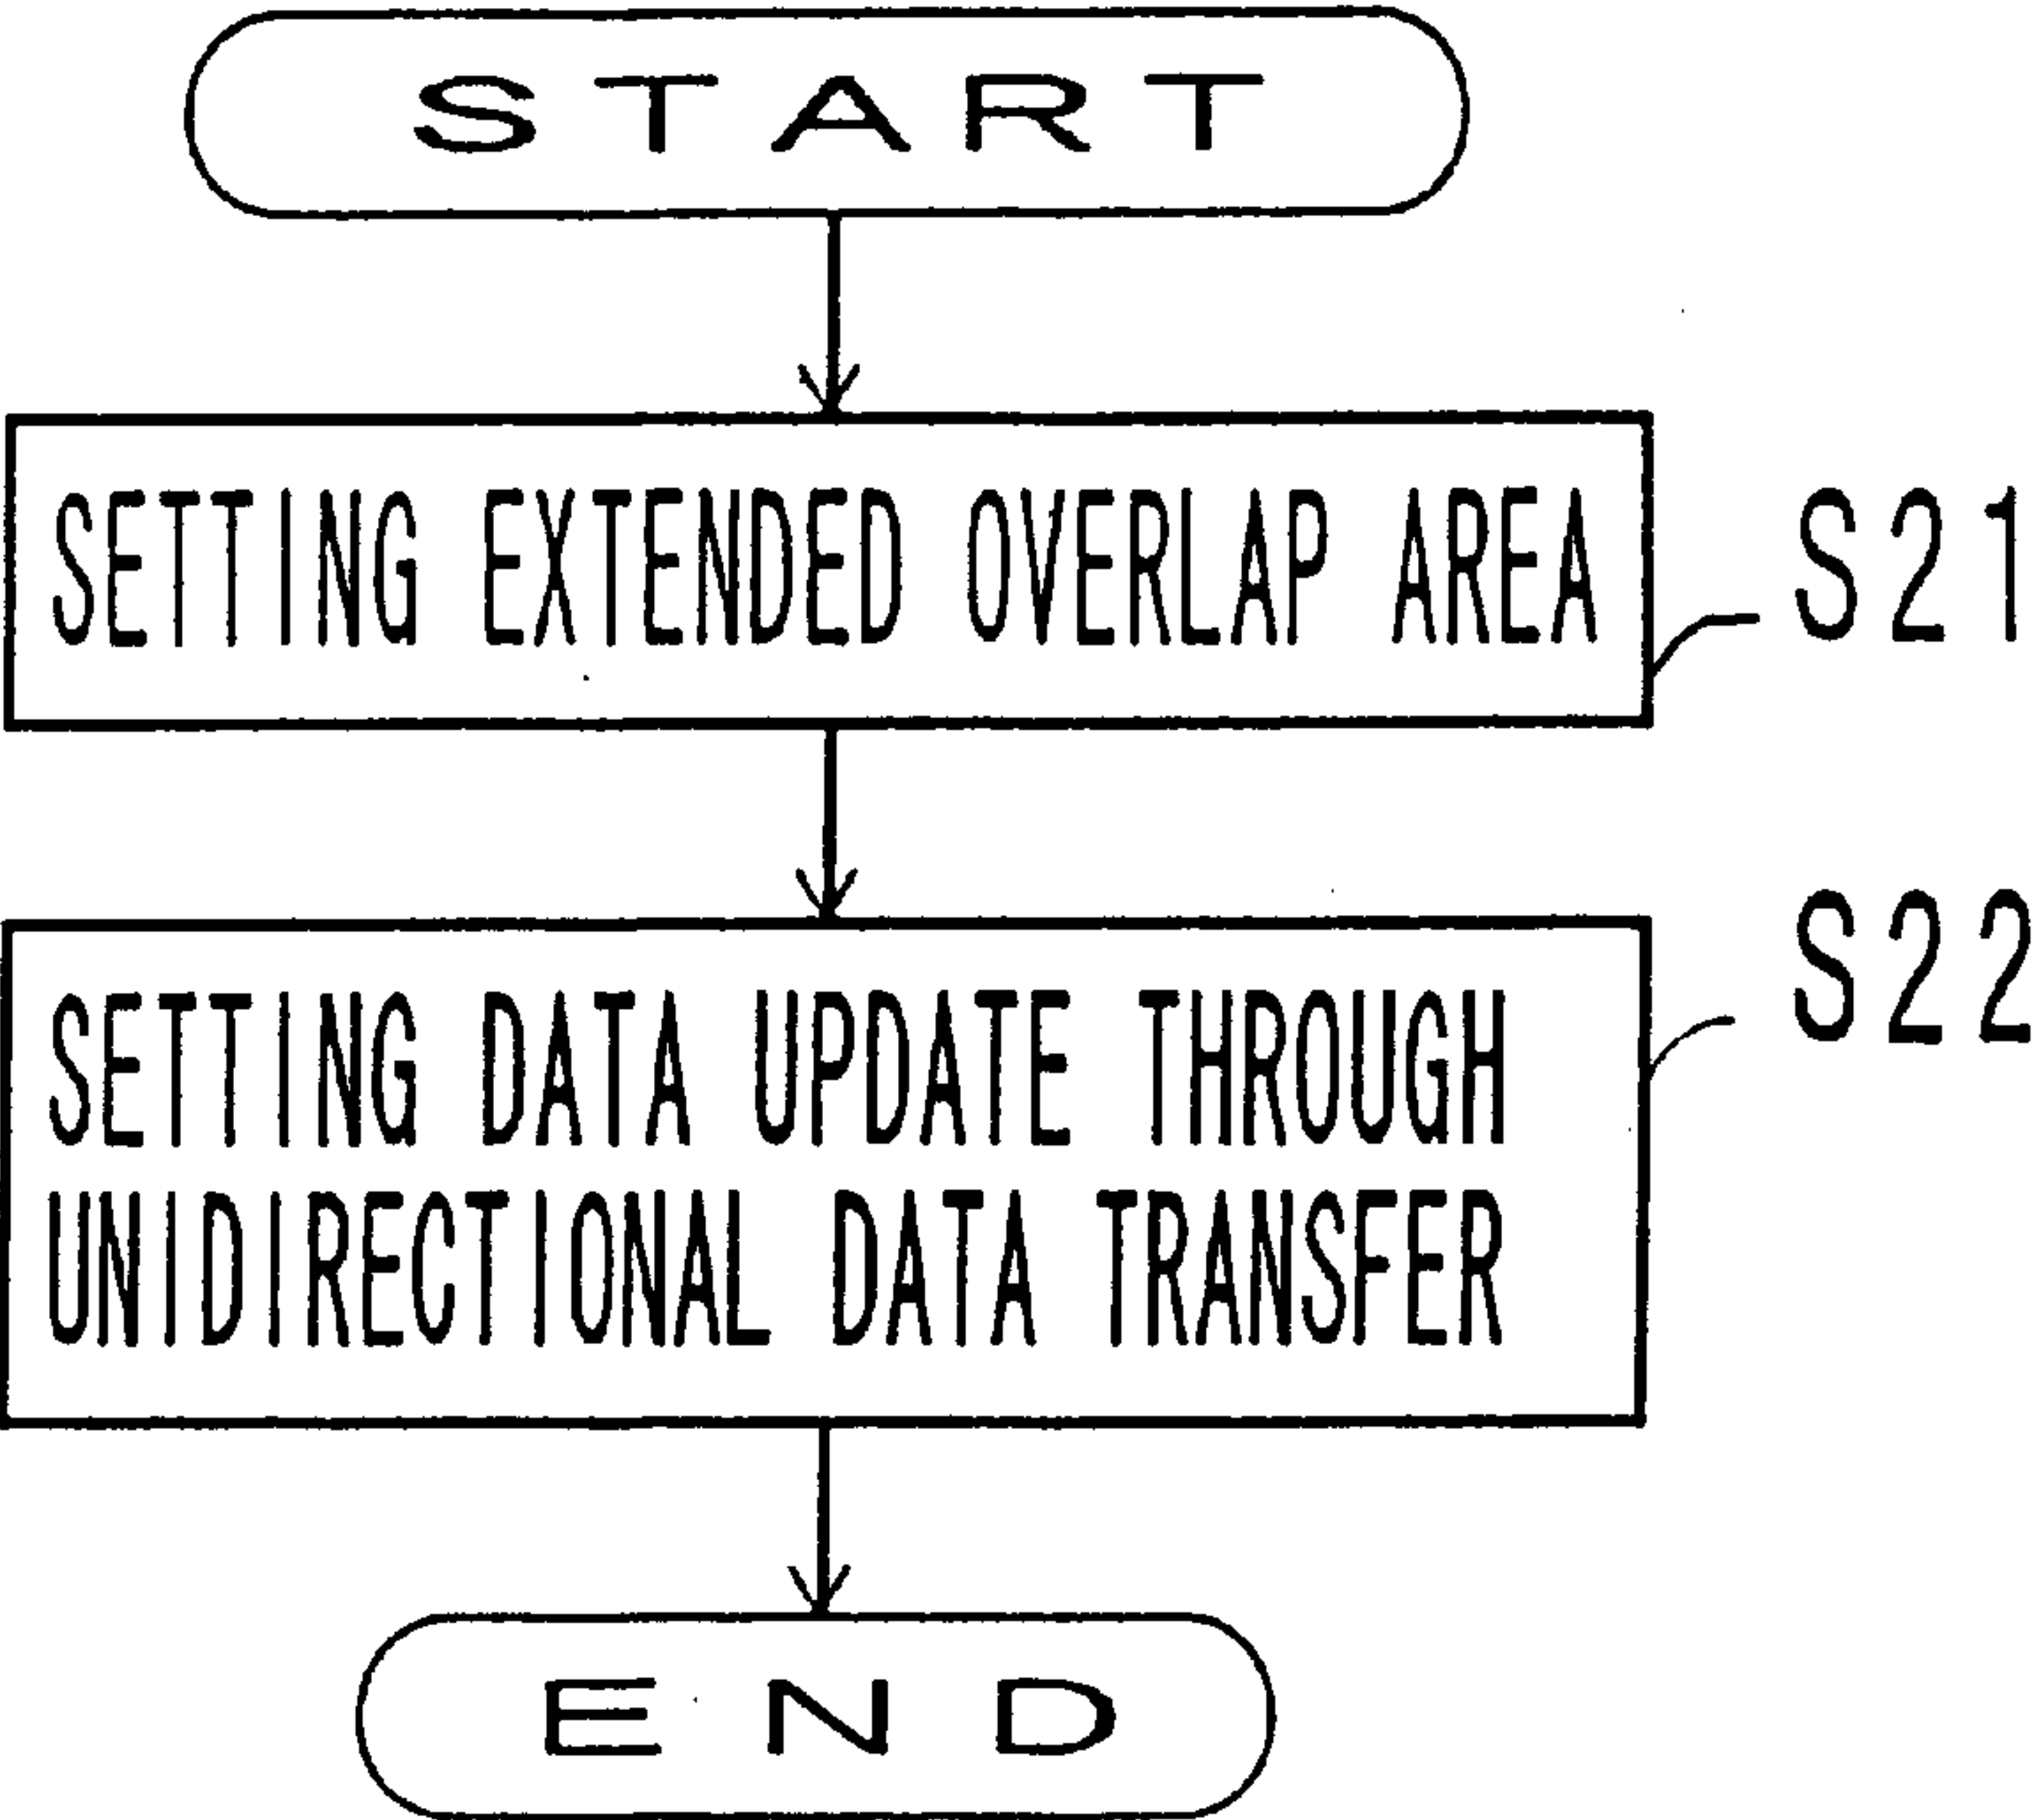 START
SETTING EXTENDED OVERLAP AREA
S21
S22
SETTING DATA UPDATE THROUGH
UNIDIRECTIONAL DATA TRANSFER
END